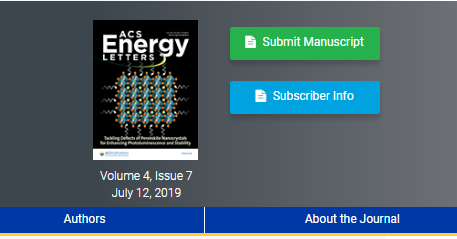 ACS
Energy
LETTERS
Tackling Defects of Perovskite Nanocrystals
for Enhancing Photoluminescence and Stability
Submit Manuscript
Subscriber Info
Volume 4, Issue 7
July 12, 2019
Authors
About the Journal